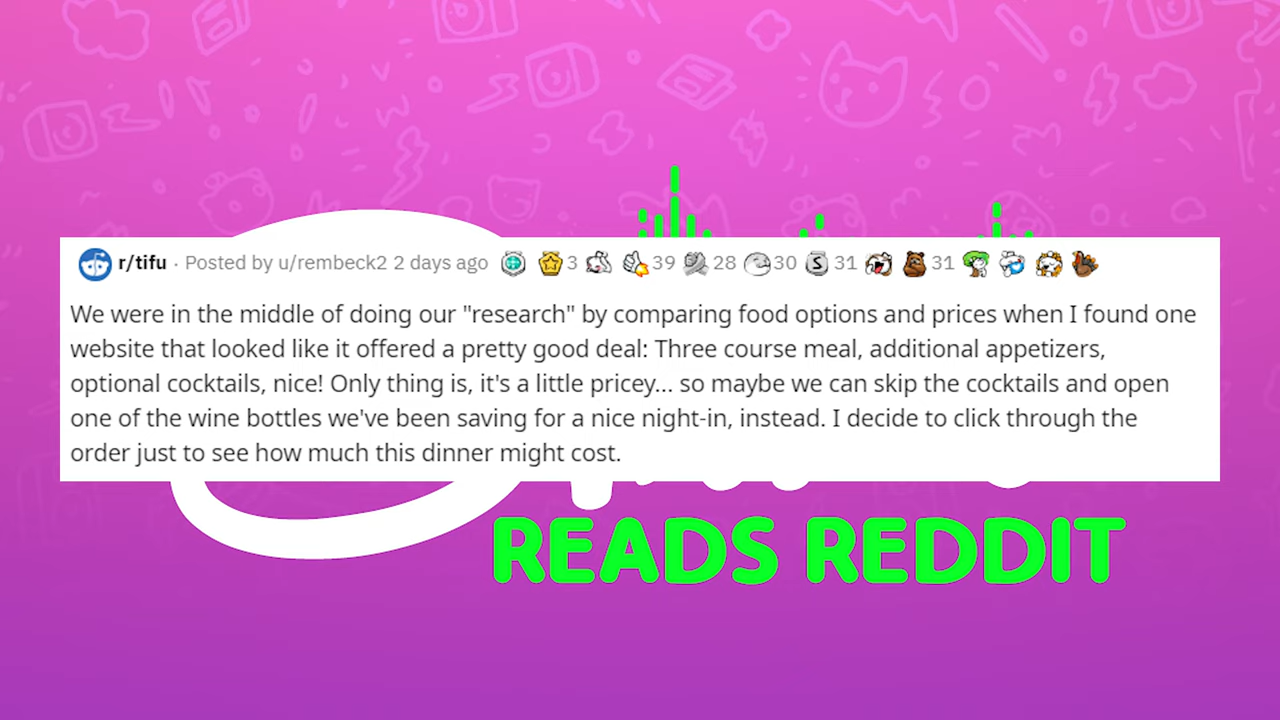 r/tifu · Posted by u/rembeck2 2 days ago 3 39 28 30 S 31 31
We were in the middle of doing our "research" by comparing food options and prices when I found one
website that looked like it offered a pretty good deal: Three course meal, additional appetizers,
optional cocktails, nice! Only thing is, it's a little pricey... so maybe we can skip the cocktails and open
one of the wine bottles we've been saving for a nice night-in, instead. I decide to click through the
order just to see how much this dinner might cost.
READS REDDIT